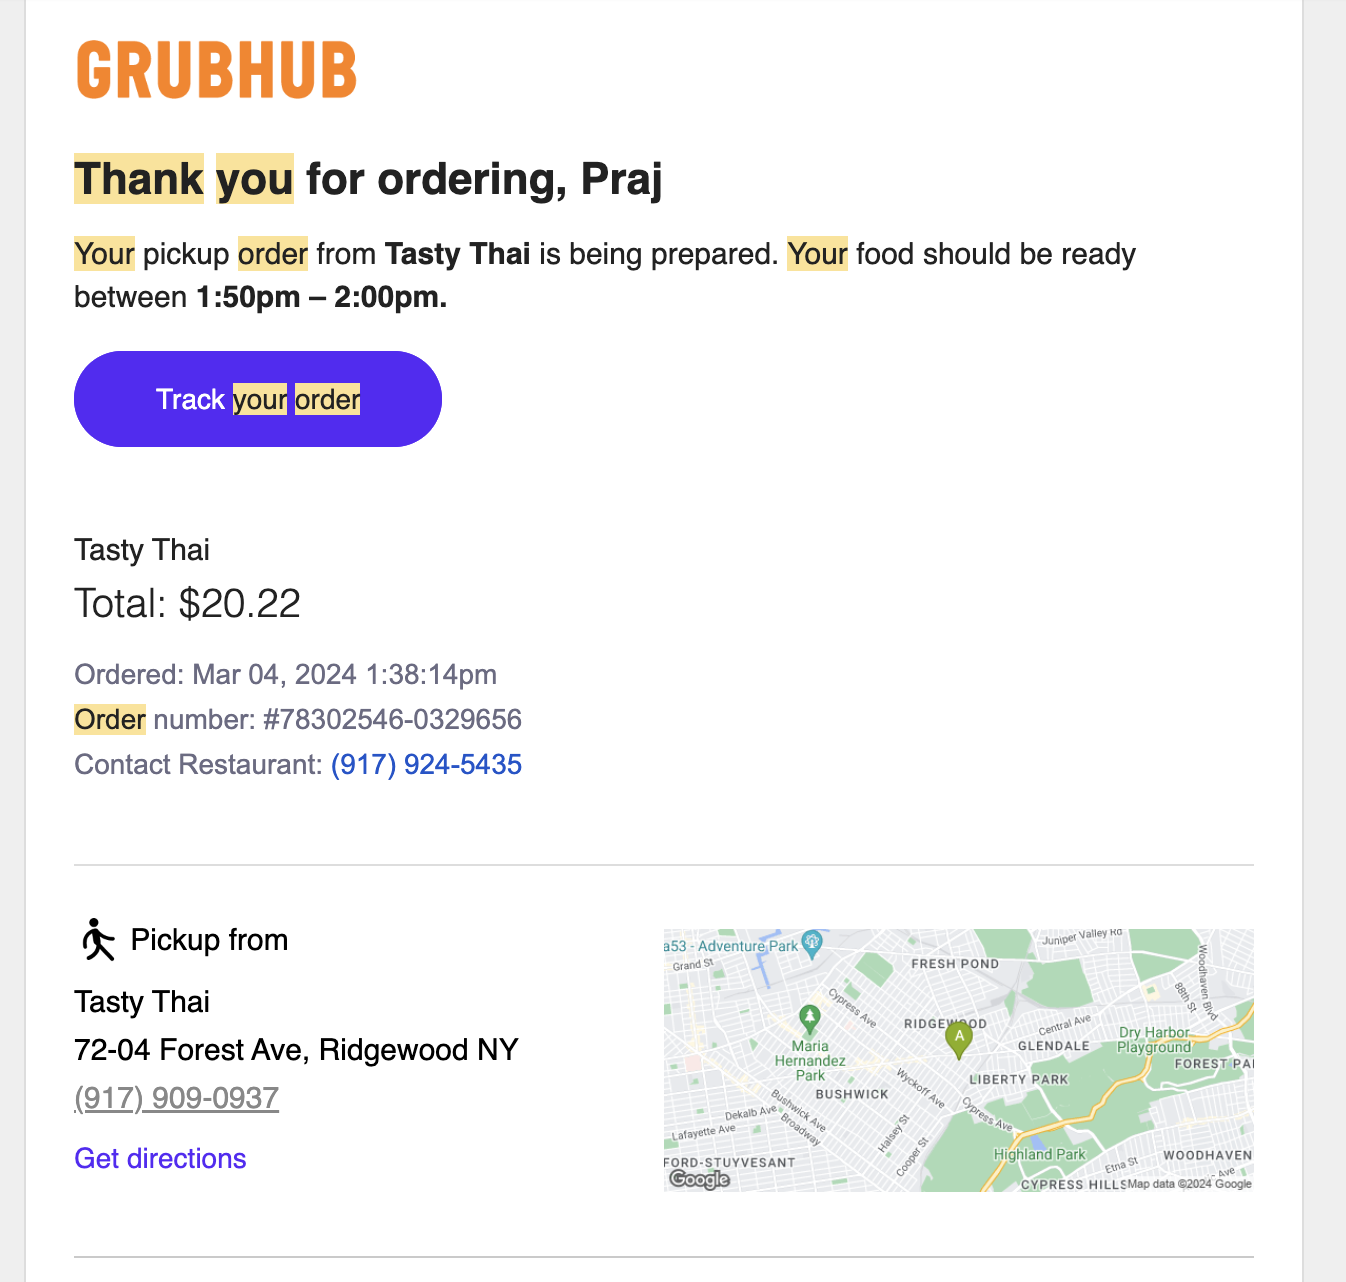 GRUBHUB
Thank you for ordering, Praj
Your pickup order from Tasty Thai is being prepared. Your food should be ready
between 1:50pm – 2:00pm.
Track your order
Tasty Thai
Total: $20.22
Ordered: Mar 04, 2024 1:38:14pm
Order number: #78302546-0329656
Contact Restaurant: (917) 924-5435
Pickup from
Tasty Thai
72-04 Forest Ave, Ridgewood NY
(917) 909-0937
Get directions
a53 - Adventure Park
Grand St
Juniper Valley Rd
FRESH POND
Woodhaven Blvd
88th St
Cypress Ave
RIDGEWOOD
A
Central Ave
GLENDALE
Dry Harbor
Playground
FOREST PA
Maria
Hernandez
Park
LIBERTY PARK
BUSHWICK
Wyckoff Ave
Cypress Ave
Bushwick Ave
Broadway
Dekalb Ave
Lafayette Ave
Halsey St
Cooper St
Highland Park
Etna St
WOODHAVEN
FORD-STUYVESANT
Ave
CYPRESS HILLS
Google
Map data ©2024 Google